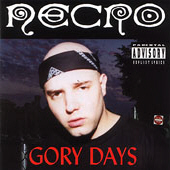 NECRO
PARENTAL
ADVISORY
EXPLICIT LYRICS
GORY DAYS